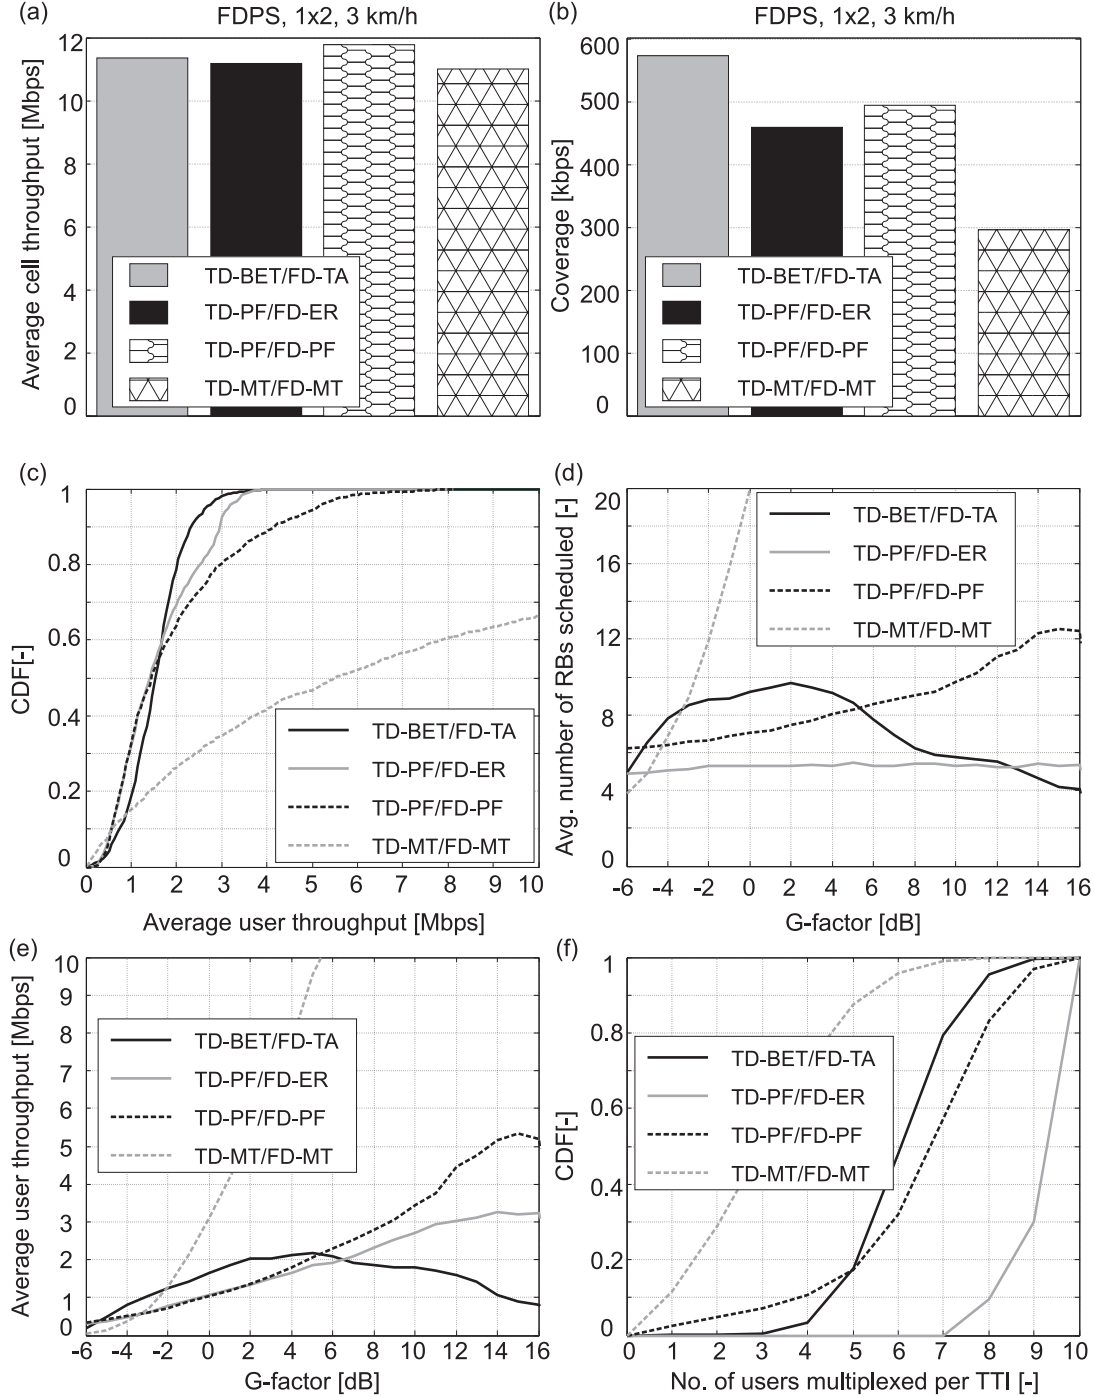 (a)
FDPS, 1x2, 3 km/h
Average cell throughput [Mbps]
12
10
8
6
4
2
0
TD-BET/FD-TA
TD-PF/FD-ER
TD-PF/FD-PF
TD-MT/FD-MT
(b)
FDPS, 1x2, 3 km/h
Coverage [kbps]
600
500
400
300
200
100
0
TD-BET/FD-TA
TD-PF/FD-ER
TD-PF/FD-PF
TD-MT/FD-MT
(c)
CDF[-]
1
0.8
0.6
0.4
0.2
0
TD-BET/FD-TA
TD-PF/FD-ER
TD-PF/FD-PF
TD-MT/FD-MT
0 1 2 3 4 5 6 7 8 9 10
Average user throughput [Mbps]
(d)
Avg. number of RBs scheduled [-]
20
16
12
8
4
0
TD-BET/FD-TA
TD-PF/FD-ER
TD-PF/FD-PF
TD-MT/FD-MT
-6 -4 -2 0 2 4 6 8 10 12 14 16
G-factor [dB]
(e)
Average user throughput [Mbps]
10
9
8
7
6
5
4
3
2
1
0
TD-BET/FD-TA
TD-PF/FD-ER
TD-PF/FD-PF
TD-MT/FD-MT
-6 -4 -2 0 2 4 6 8 10 12 14 16
G-factor [dB]
(f)
CDF[-]
1
0.8
0.6
0.4
0.2
0
TD-BET/FD-TA
TD-PF/FD-ER
TD-PF/FD-PF
TD-MT/FD-MT
0 1 2 3 4 5 6 7 8 9 10
No. of users multiplexed per TTI [-]